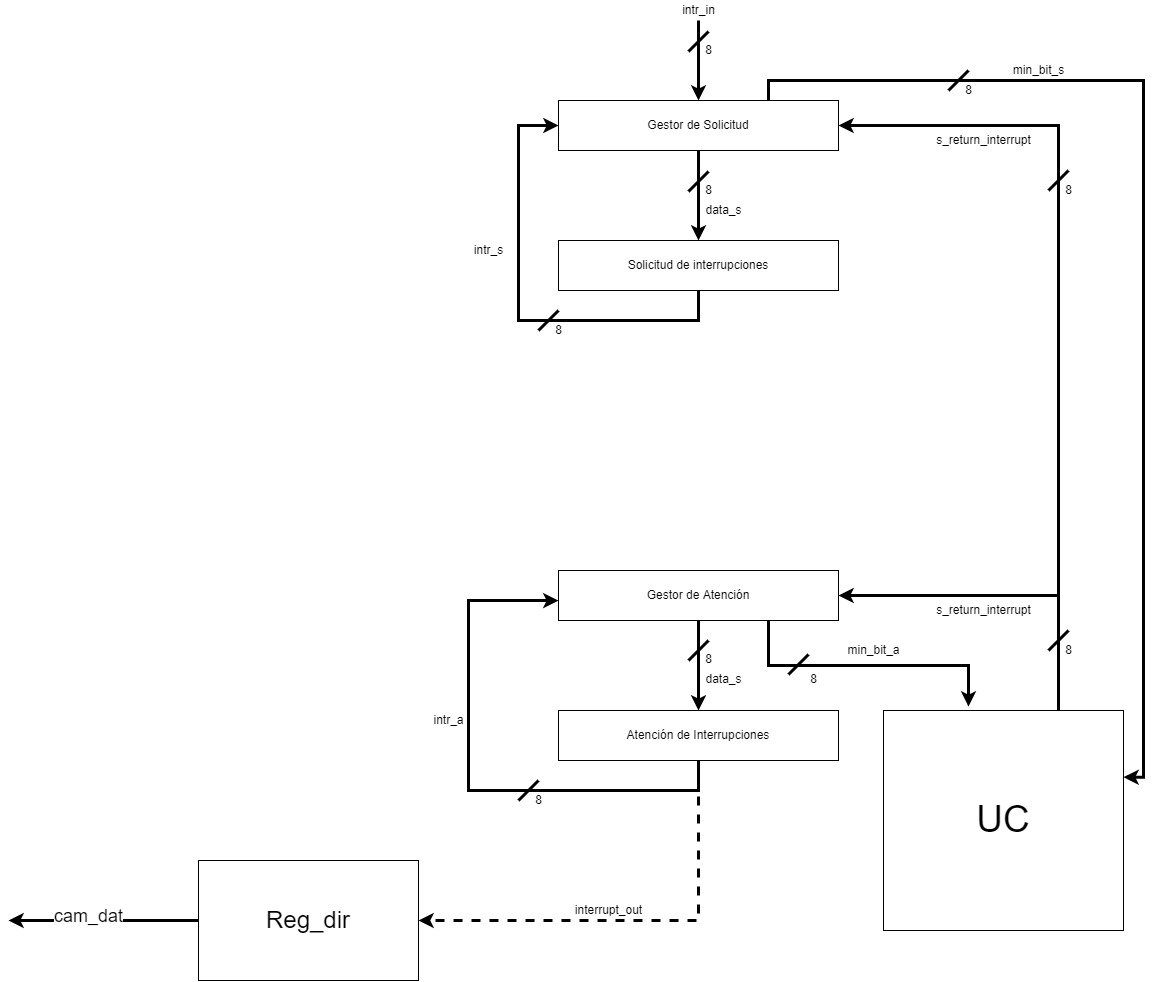 intr_in
8
min_bit_s
8
Gestor de Solicitud
s_return_interrupt
8
8
data_s
intr_s
Solicitud de interrupciones
8
Gestor de Atención
s_return_interrupt
8
8
min_bit_a
data_s
8
intr_a
Atención de Interrupciones
8
UC
interrupt_out
cam_dat
Reg_dir